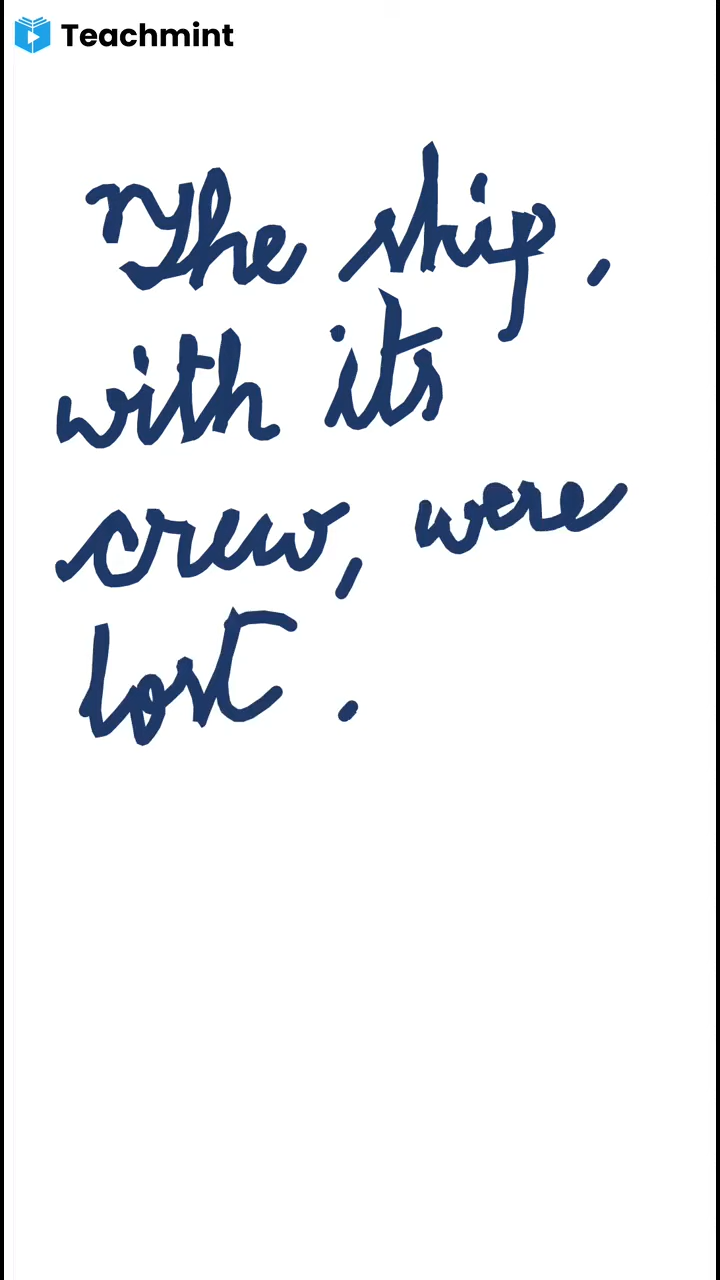 Teachmint
The ship,
with its
crew, were
lost.